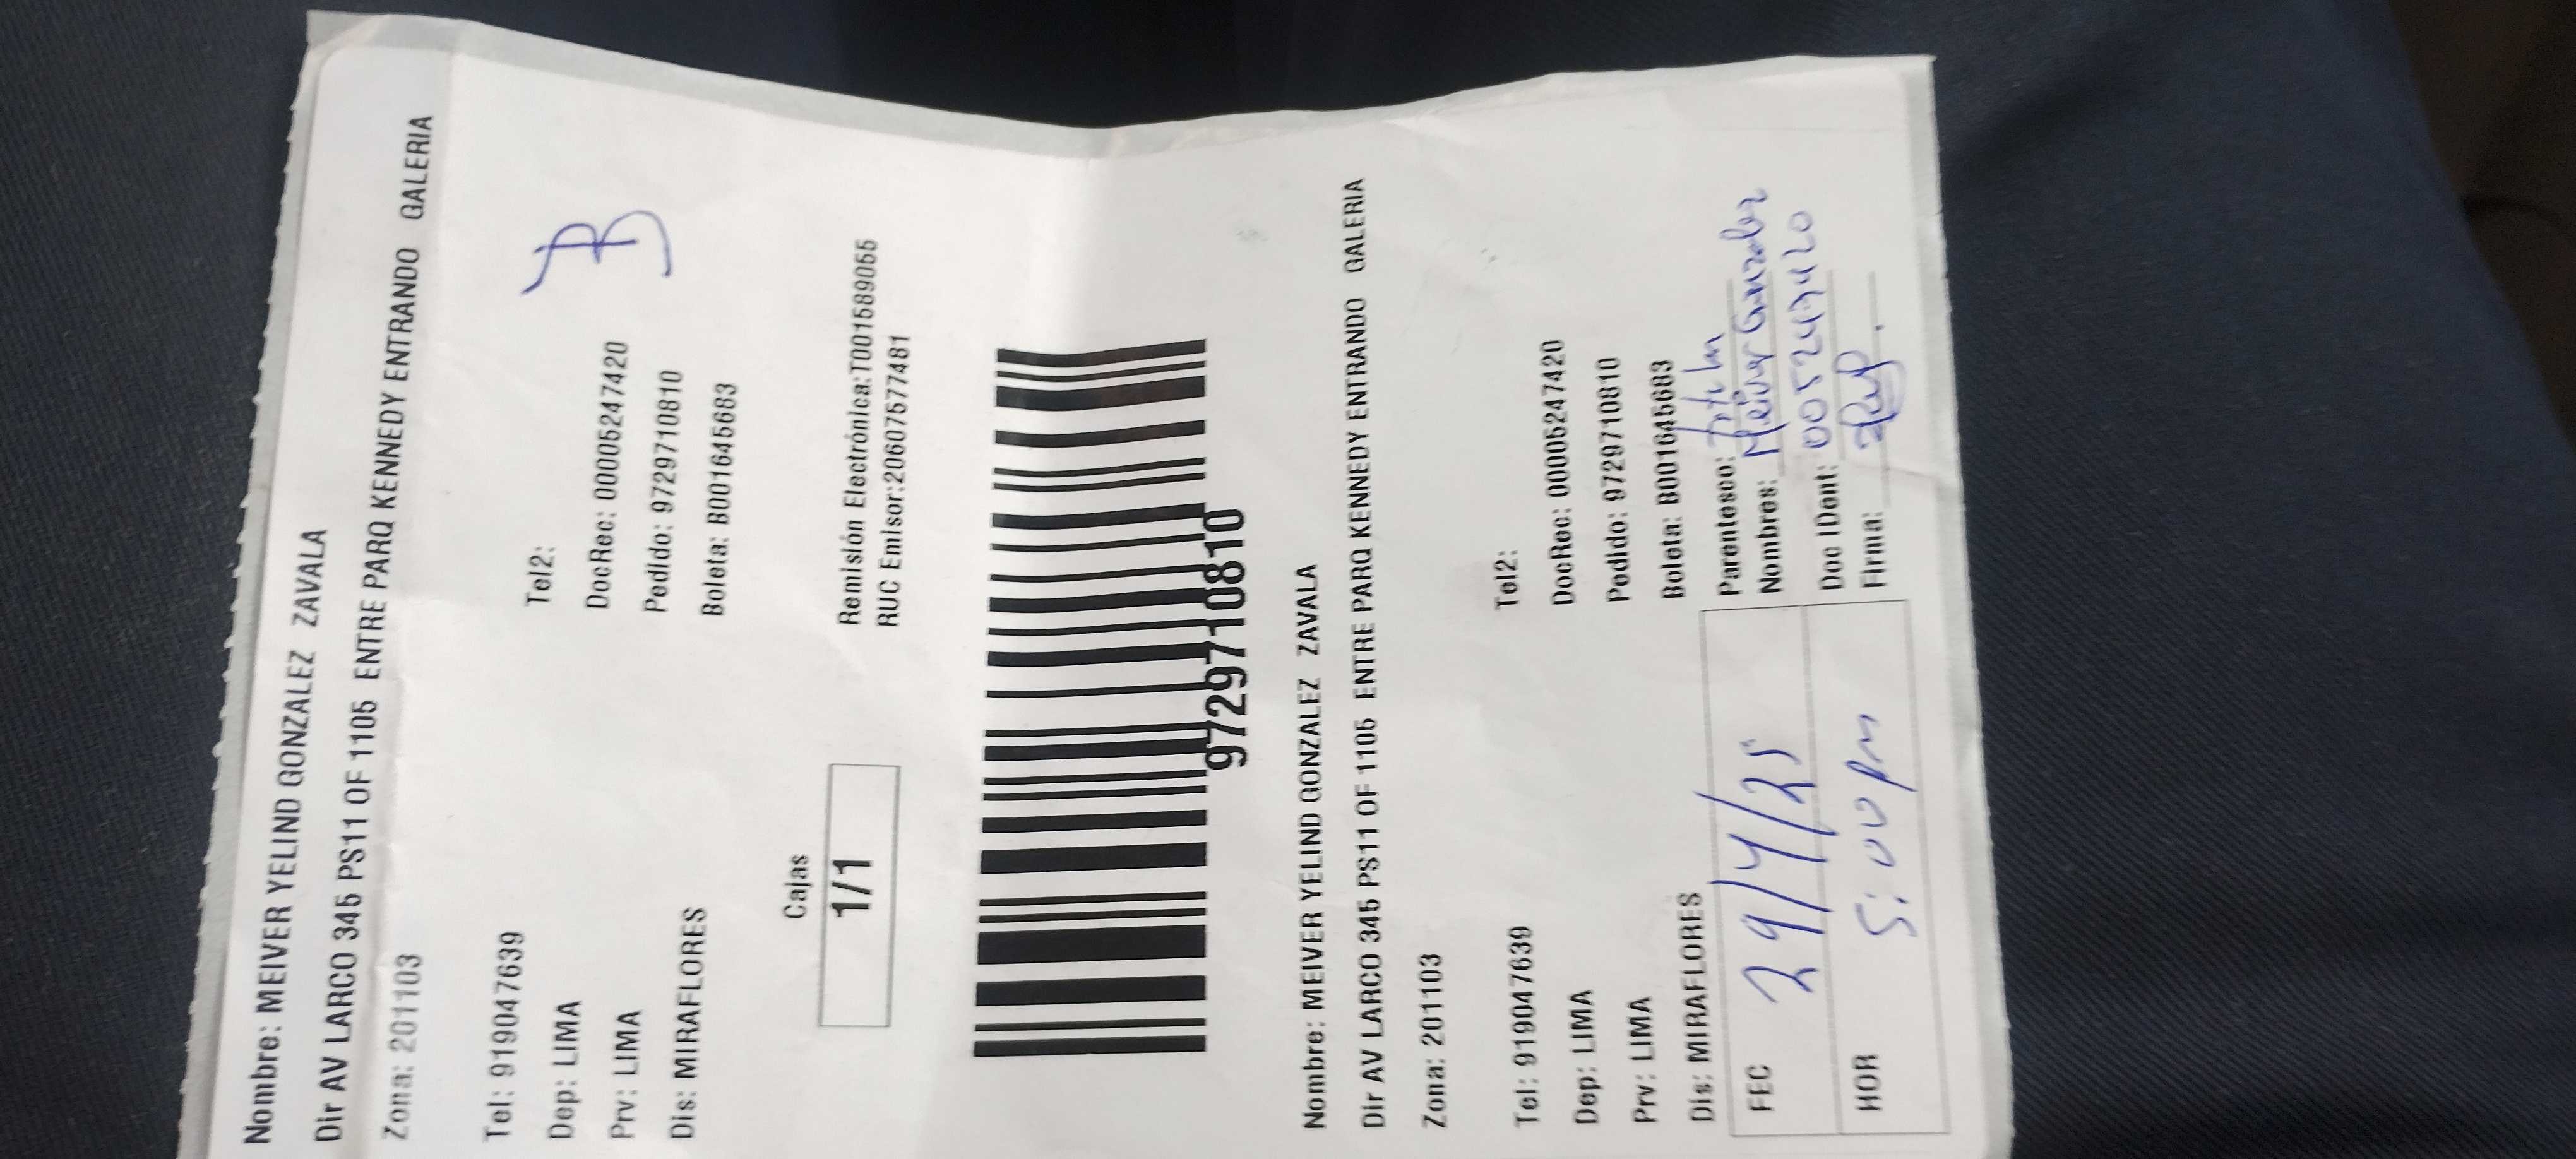 Nombre: MEIVER YELIND GONZALEZ ZAVALA
Dir AV LARCO 345 PS11 OF 1105 ENTRE PARQ KENNEDY ENTRANDO GALERIA
Zona: 201103
Tel: 919047639 Tel2:
Dep: LIMA DocRec: 00005247420
Prv: LIMA Pedido: 9729710810
Dis: MIRAFLORES Boleta: B001645683
Cajas
1/1
Remisión Electrónica:T001589055
RUC Emisor:20607577481
9729710810
Nombre: MEIVER YELIND GONZALEZ ZAVALA
Dir AV LARCO 345 PS11 OF 1105 ENTRE PARQ KENNEDY ENTRANDO GALERIA
Zona: 201103
Tel: 919047639 Tel2:
Dep: LIMA DocRec: 00005247420
Prv: LIMA Pedido: 9729710810
Dis: MIRAFLORES Boleta: B001645683
FEC 29/4/25
HOR 5:00 pm
Parentesco:
Nombres: Meiver Gonzalez
Doc IDent: 005247420
Firma: